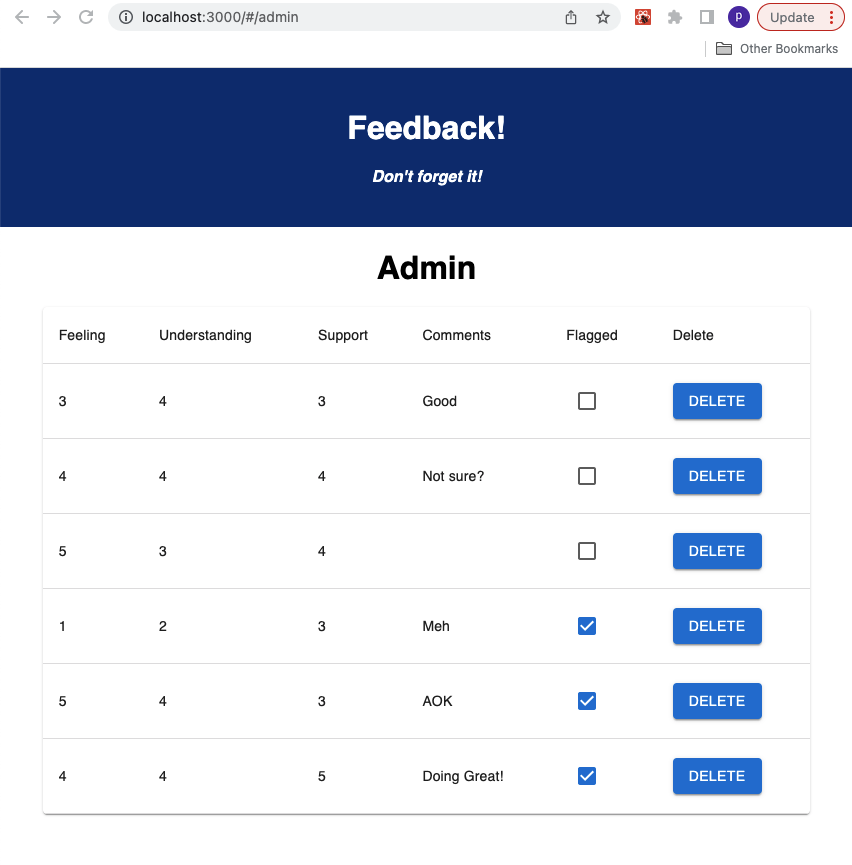 localhost:3000/#/admin
p
Update
Other Bookmarks
Feedback!
Don't forget it!
Admin
Feeling Understanding Support Comments Flagged Delete
3 4 3 Good DELETE
4 4 4 Not sure? DELETE
5 3 4 DELETE
1 2 3 Meh DELETE
5 4 3 AOK DELETE
4 4 5 Doing Great! DELETE